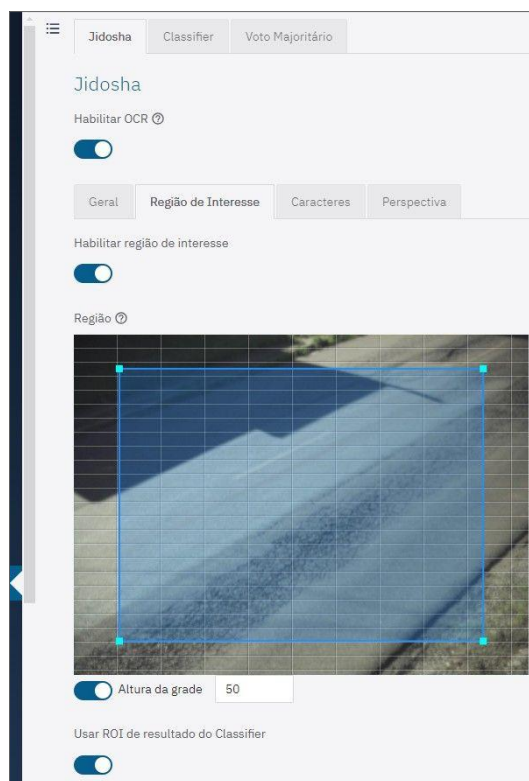 Jidosha Classifier Voto Majoritário
Jidosha
Habilitar OCR
Geral Região de Interesse Caracteres Perspectiva
Habilitar região de interesse
Região
Altura da grade 50
Usar ROI de resultado do Classifier